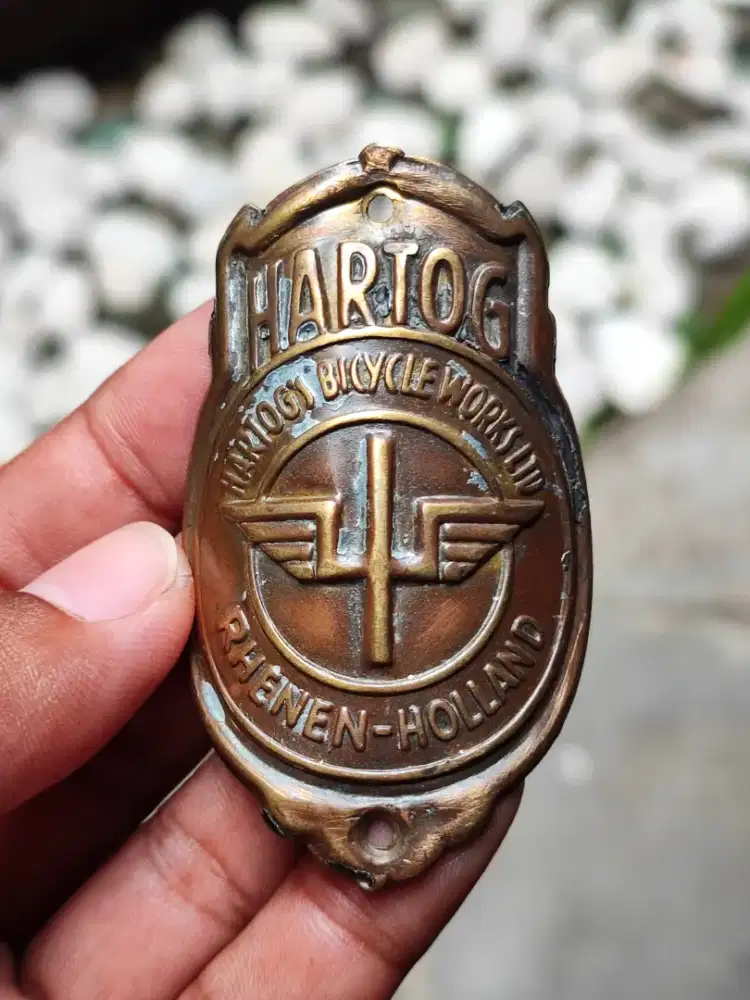 HARTOG
HARTOG'S BICYCLE WORKS LTD
RHENEN-HOLLAND